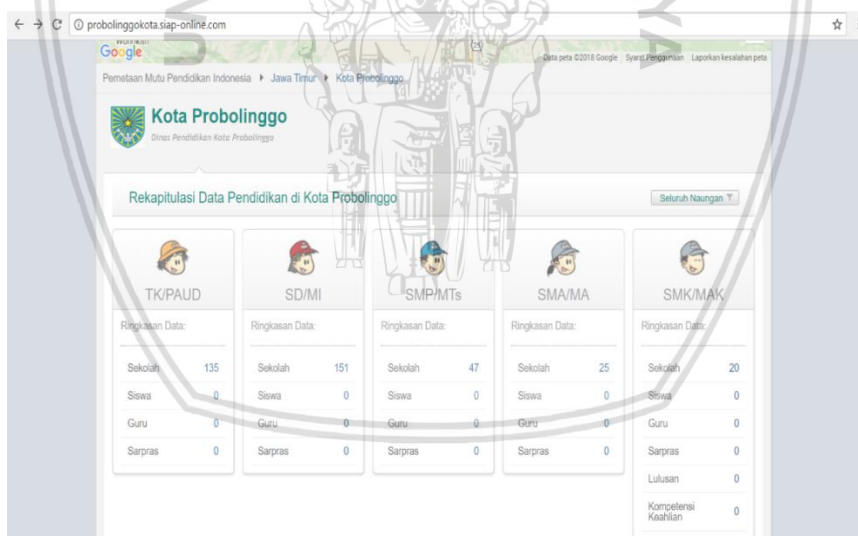 probolinggokota.siap-online.com
Google
Data peta ©2018 Google Syarat Penggunaan Laporkan kesalahan peta
Pemetaan Mutu Pendidikan Indonesia Jawa Timur Kota Probolinggo
Kota Probolinggo
Dinas Pendidikan Kota Probolinggo
Rekapitulasi Data Pendidikan di Kota Probolinggo
Seluruh Naungan
TK/PAUD SD/MI SMP/MTs SMA/MA SMK/MAK
Ringkasan Data: Ringkasan Data: Ringkasan Data: Ringkasan Data: Ringkasan Data:
Sekolah 135 Sekolah 151 Sekolah 47 Sekolah 25 Sekolah 20
Siswa 0 Siswa 0 Siswa 0 Siswa 0 Siswa 0
Guru 0 Guru 0 Guru 0 Guru 0 Guru 0
Sarpras 0 Sarpras 0 Sarpras 0 Sarpras 0 Sarpras 0
Lulusan 0
Kompetensi Keahlian 0